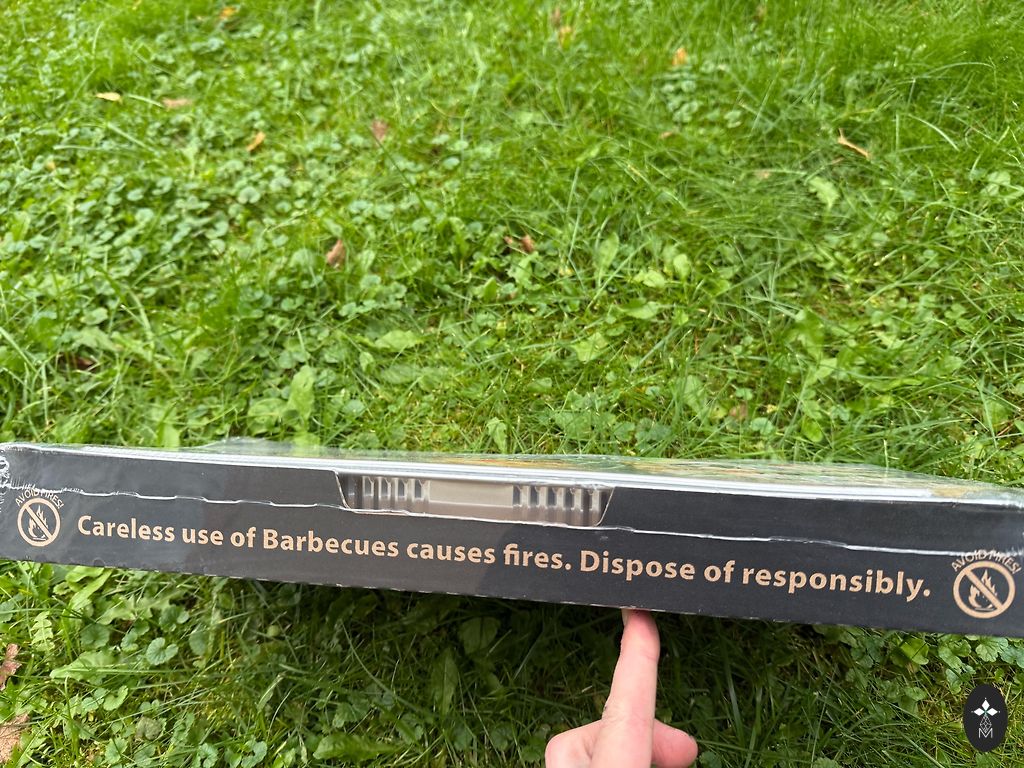 AVOID FIRES!
Careless use of Barbecues causes fires. Dispose of responsibly.
AVOID FIRES!
M